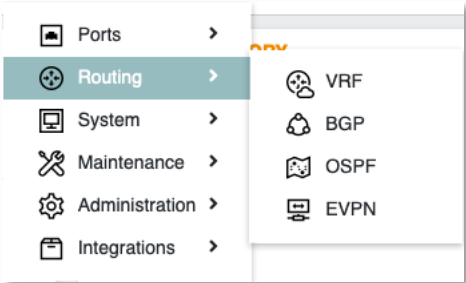 Ports
Routing
System
Maintenance
Administration
Integrations
VRF
BGP
OSPF
EVPN